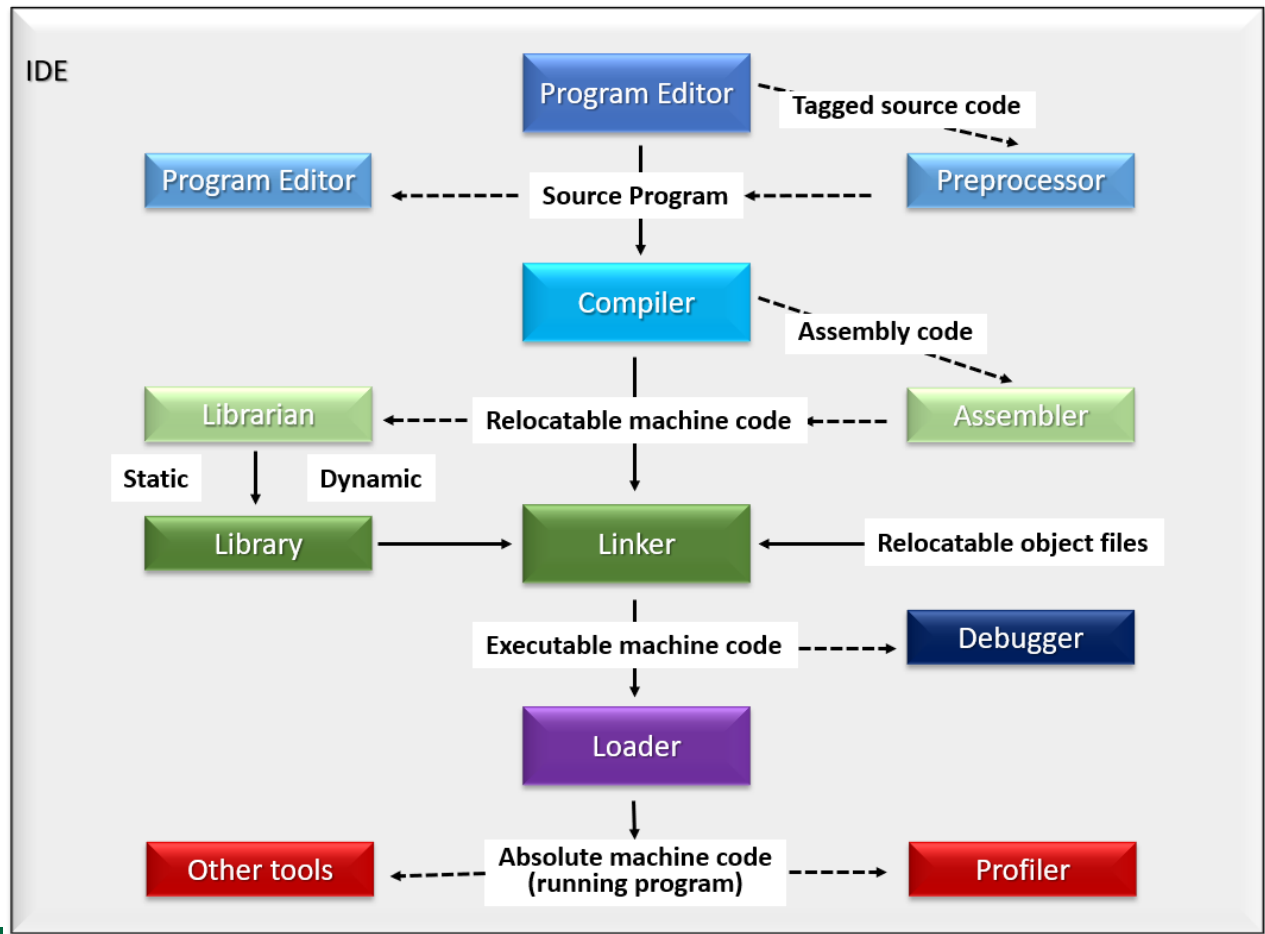 IDE
Program Editor
Tagged source code
Program Editor
Source Program
Preprocessor
Compiler
Assembly code
Librarian
Relocatable machine code
Assembler
Static
Dynamic
Library
Linker
Relocatable object files
Executable machine code
Debugger
Loader
Other tools
Absolute machine code
(running program)
Profiler